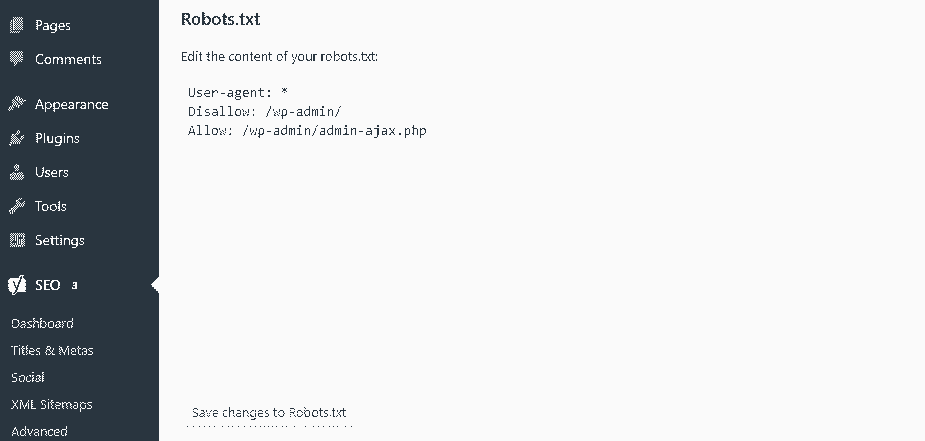 Pages
Comments
Appearance
Plugins
Users
Tools
Settings
SEO 3
Dashboard
Titles & Metas
Social
XML Sitemaps
Advanced
Robots.txt
Edit the content of your robots.txt:
User-agent: *
Disallow: /wp-admin/
Allow: /wp-admin/admin-ajax.php
Save changes to Robots.txt